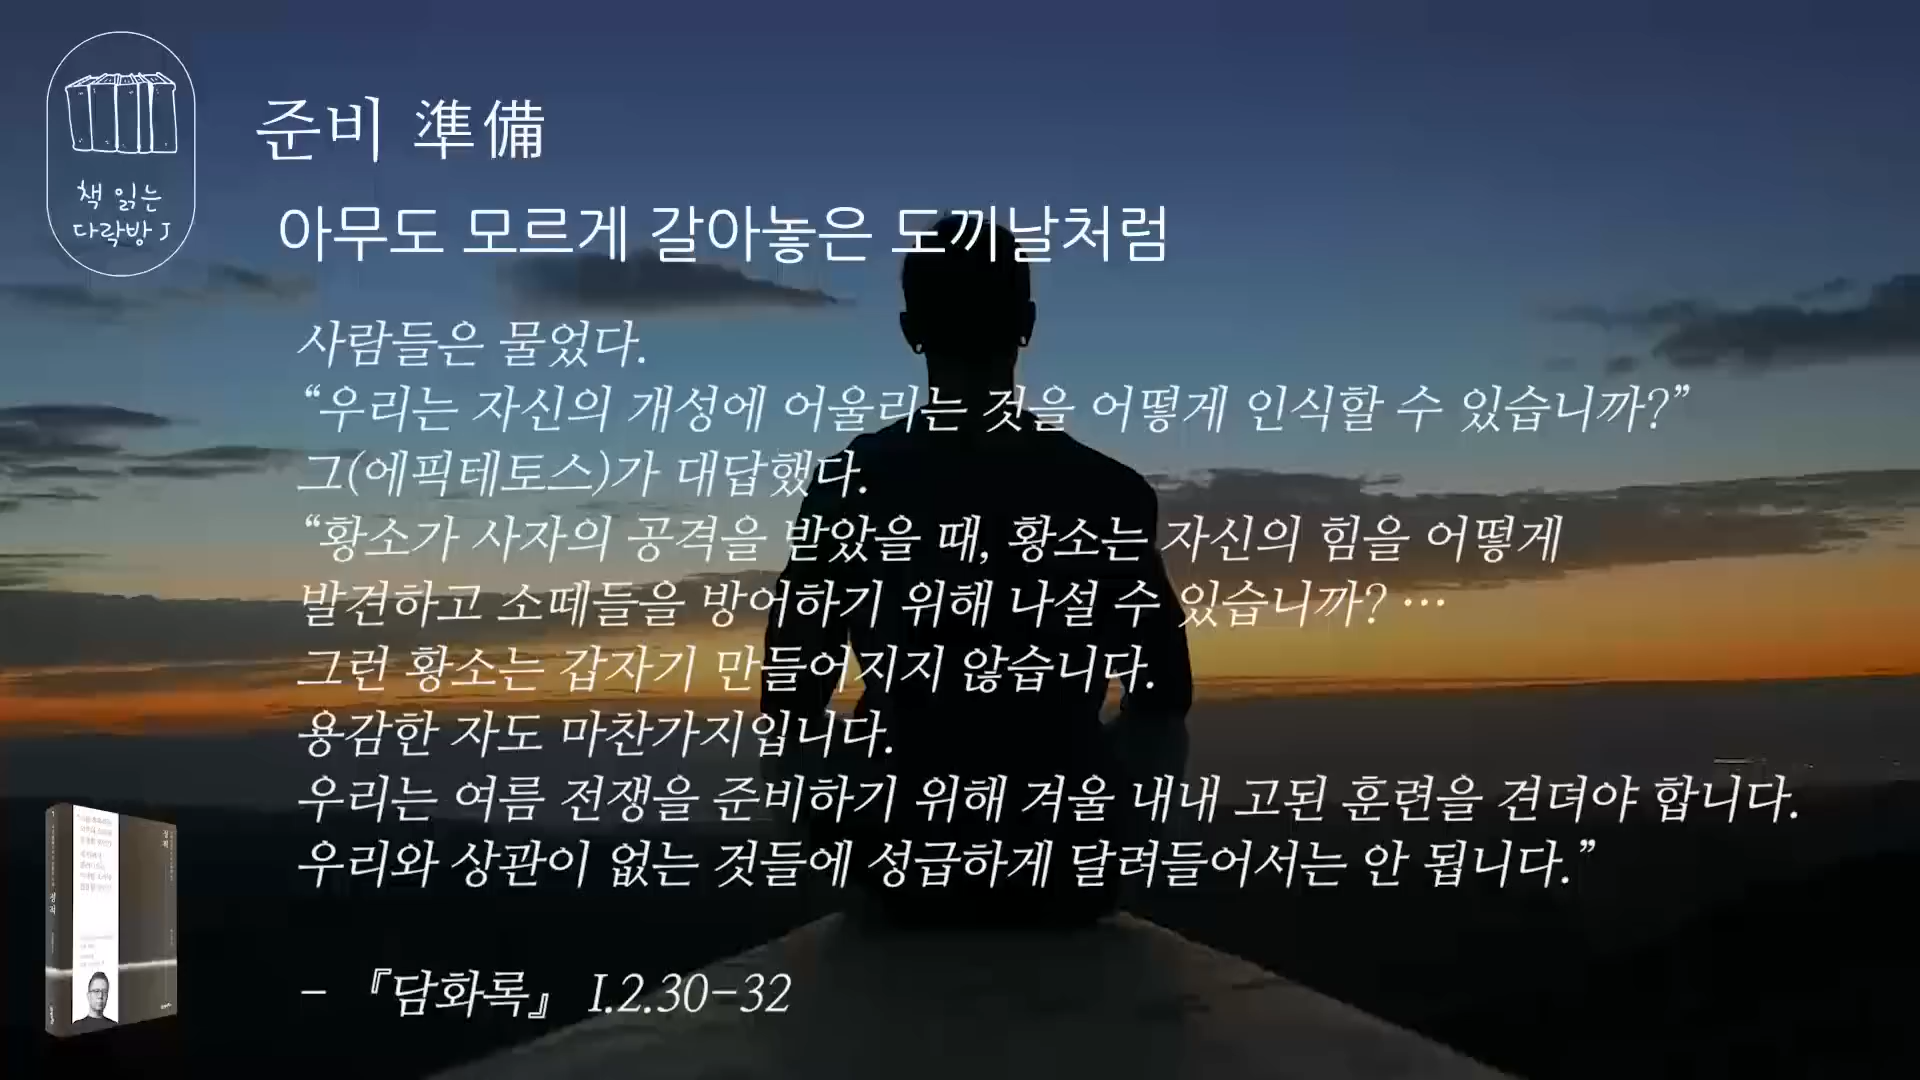 책 읽는
다락방 J
준비 準備
아무도 모르게 갈아놓은 도끼날처럼
사람들은 물었다.
“우리는 자신의 개성에 어울리는 것을 어떻게 인식할 수 있습니까?”
그(에픽테토스)가 대답했다.
“황소가 사자의 공격을 받았을 때, 황소는 자신의 힘을 어떻게
발견하고 소떼들을 방어하기 위해 나설 수 있습니까? …
그런 황소는 갑자기 만들어지지 않습니다.
용감한 자도 마찬가지입니다.
우리는 여름 전쟁을 준비하기 위해 겨울 내내 고된 훈련을 견뎌야 합니다.
우리와 상관이 없는 것들에 성급하게 달려들어서는 안 됩니다.”
– 『담화록』 I.2.30-32